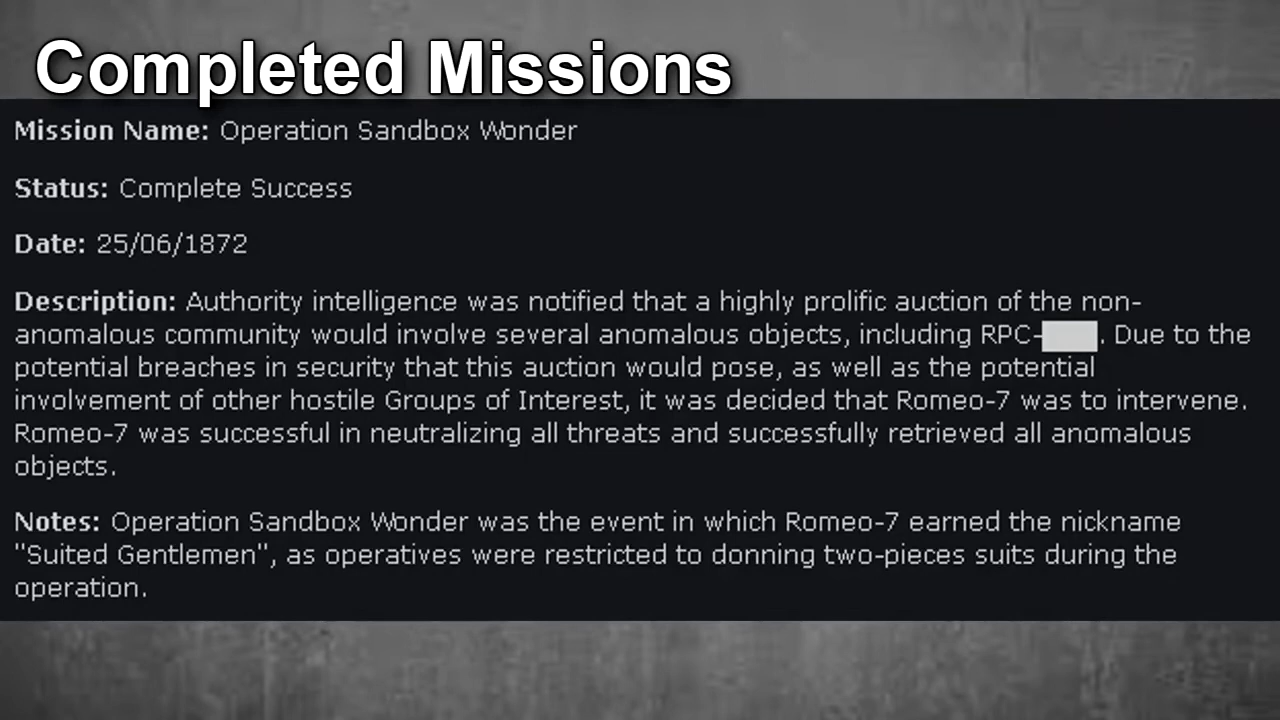 Completed Missions
Mission Name: Operation Sandbox Wonder
Status: Complete Success
Date: 25/06/1872
Description: Authority intelligence was notified that a highly prolific auction of the non-
anomalous community would involve several anomalous objects, including RPC-. Due to the
potential breaches in security that this auction would pose, as well as the potential
involvement of other hostile Groups of Interest, it was decided that Romeo-7 was to intervene.
Romeo-7 was successful in neutralizing all threats and successfully retrieved all anomalous
objects.
Notes: Operation Sandbox Wonder was the event in which Romeo-7 earned the nickname
"Suited Gentlemen", as operatives were restricted to donning two-pieces suits during the
operation.